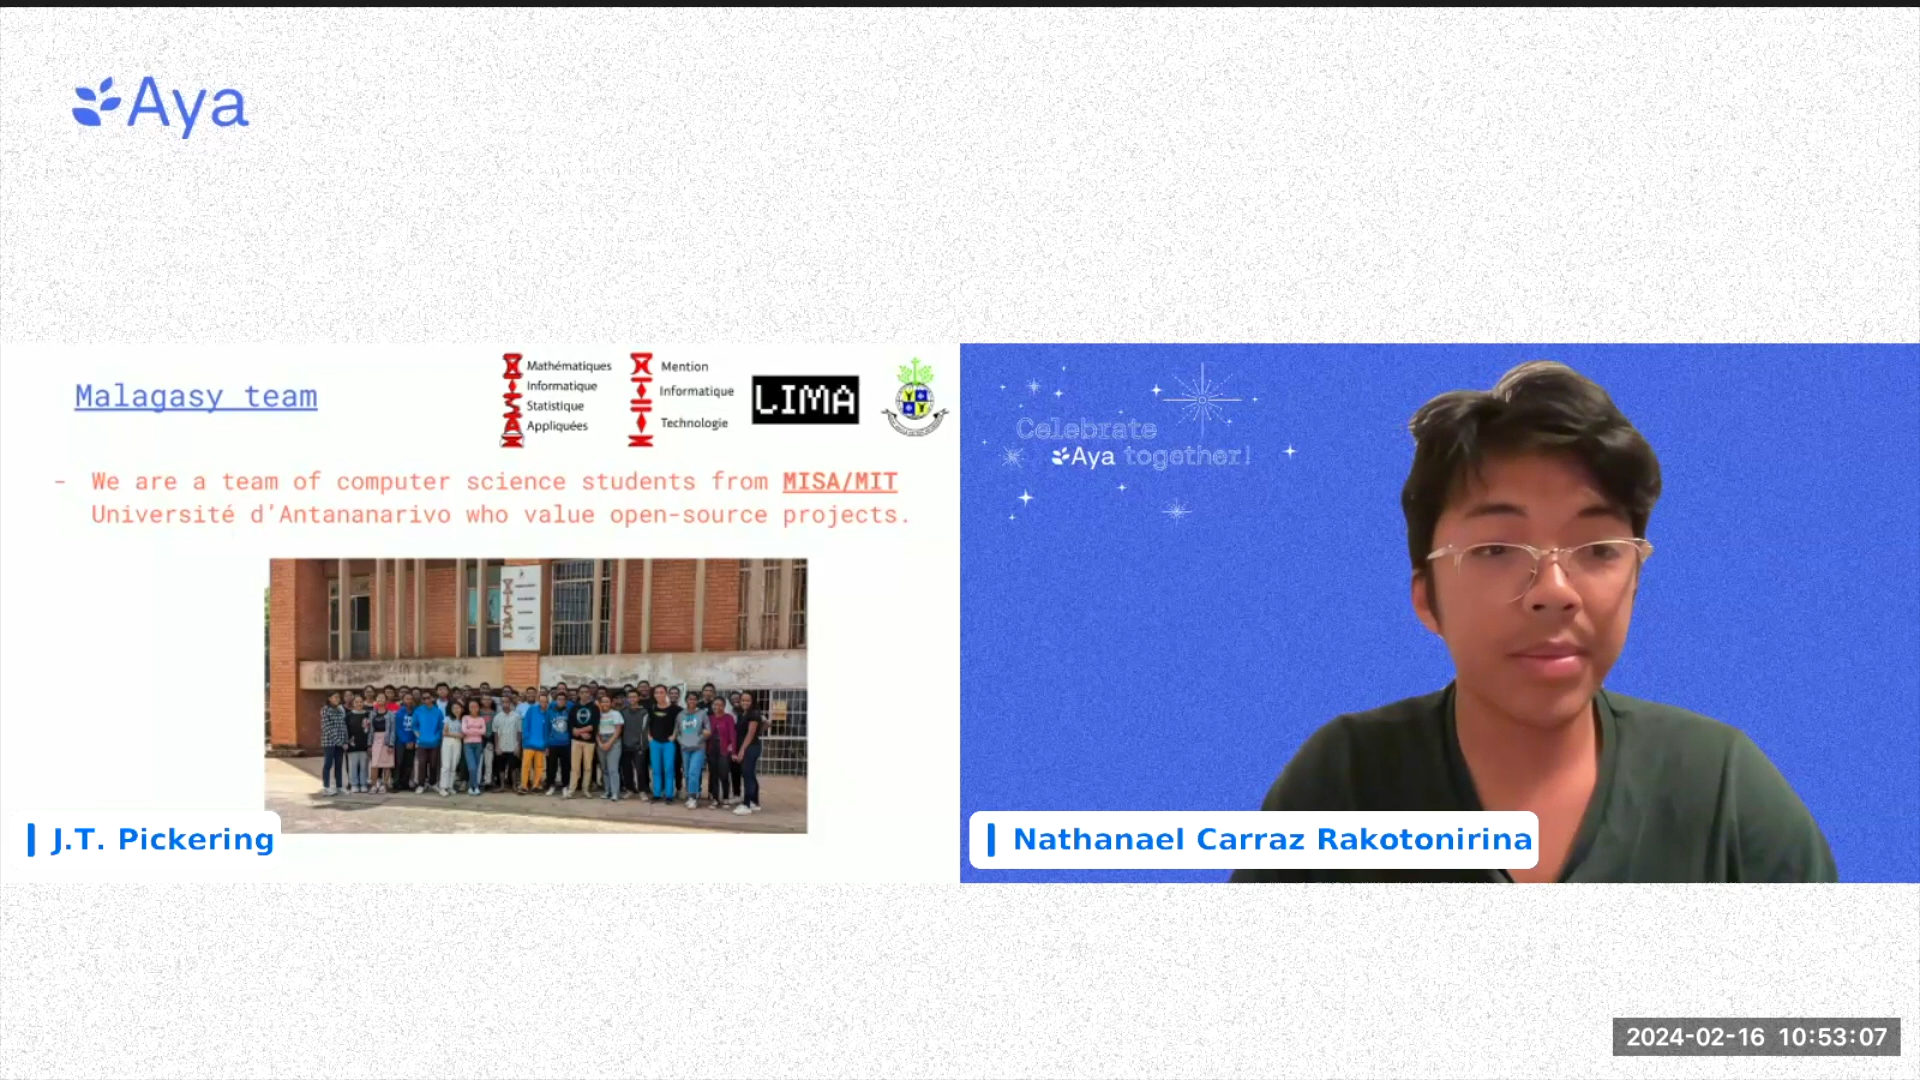 Aya
Malagasy team
Mathématiques
Informatique
Statistique
Appliquées
Mention
Informatique
Technologie
LIMA
- We are a team of computer science students from MISA/MIT
Université d’Antananarivo who value open-source projects.
J.T. Pickering
Celebrate
Aya together!
Nathanael Carraz Rakotonirina
2024-02-16 10:53:07